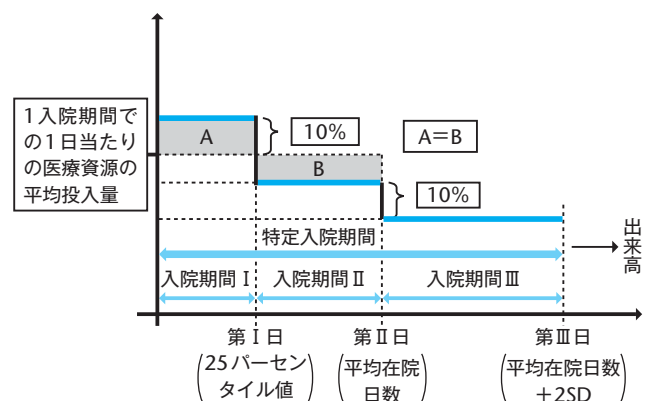 1入院期間で
の1日当たり
の医療資源の
平均投入量
A
10%
A＝B
B
10%
特定入院期間
出来高
入院期間Ⅰ
入院期間Ⅱ
入院期間Ⅲ
第Ⅰ日
(25パーセン
タイル値)
第Ⅱ日
(平均在院
日数)
第Ⅲ日
(平均在院日数
＋2SD)